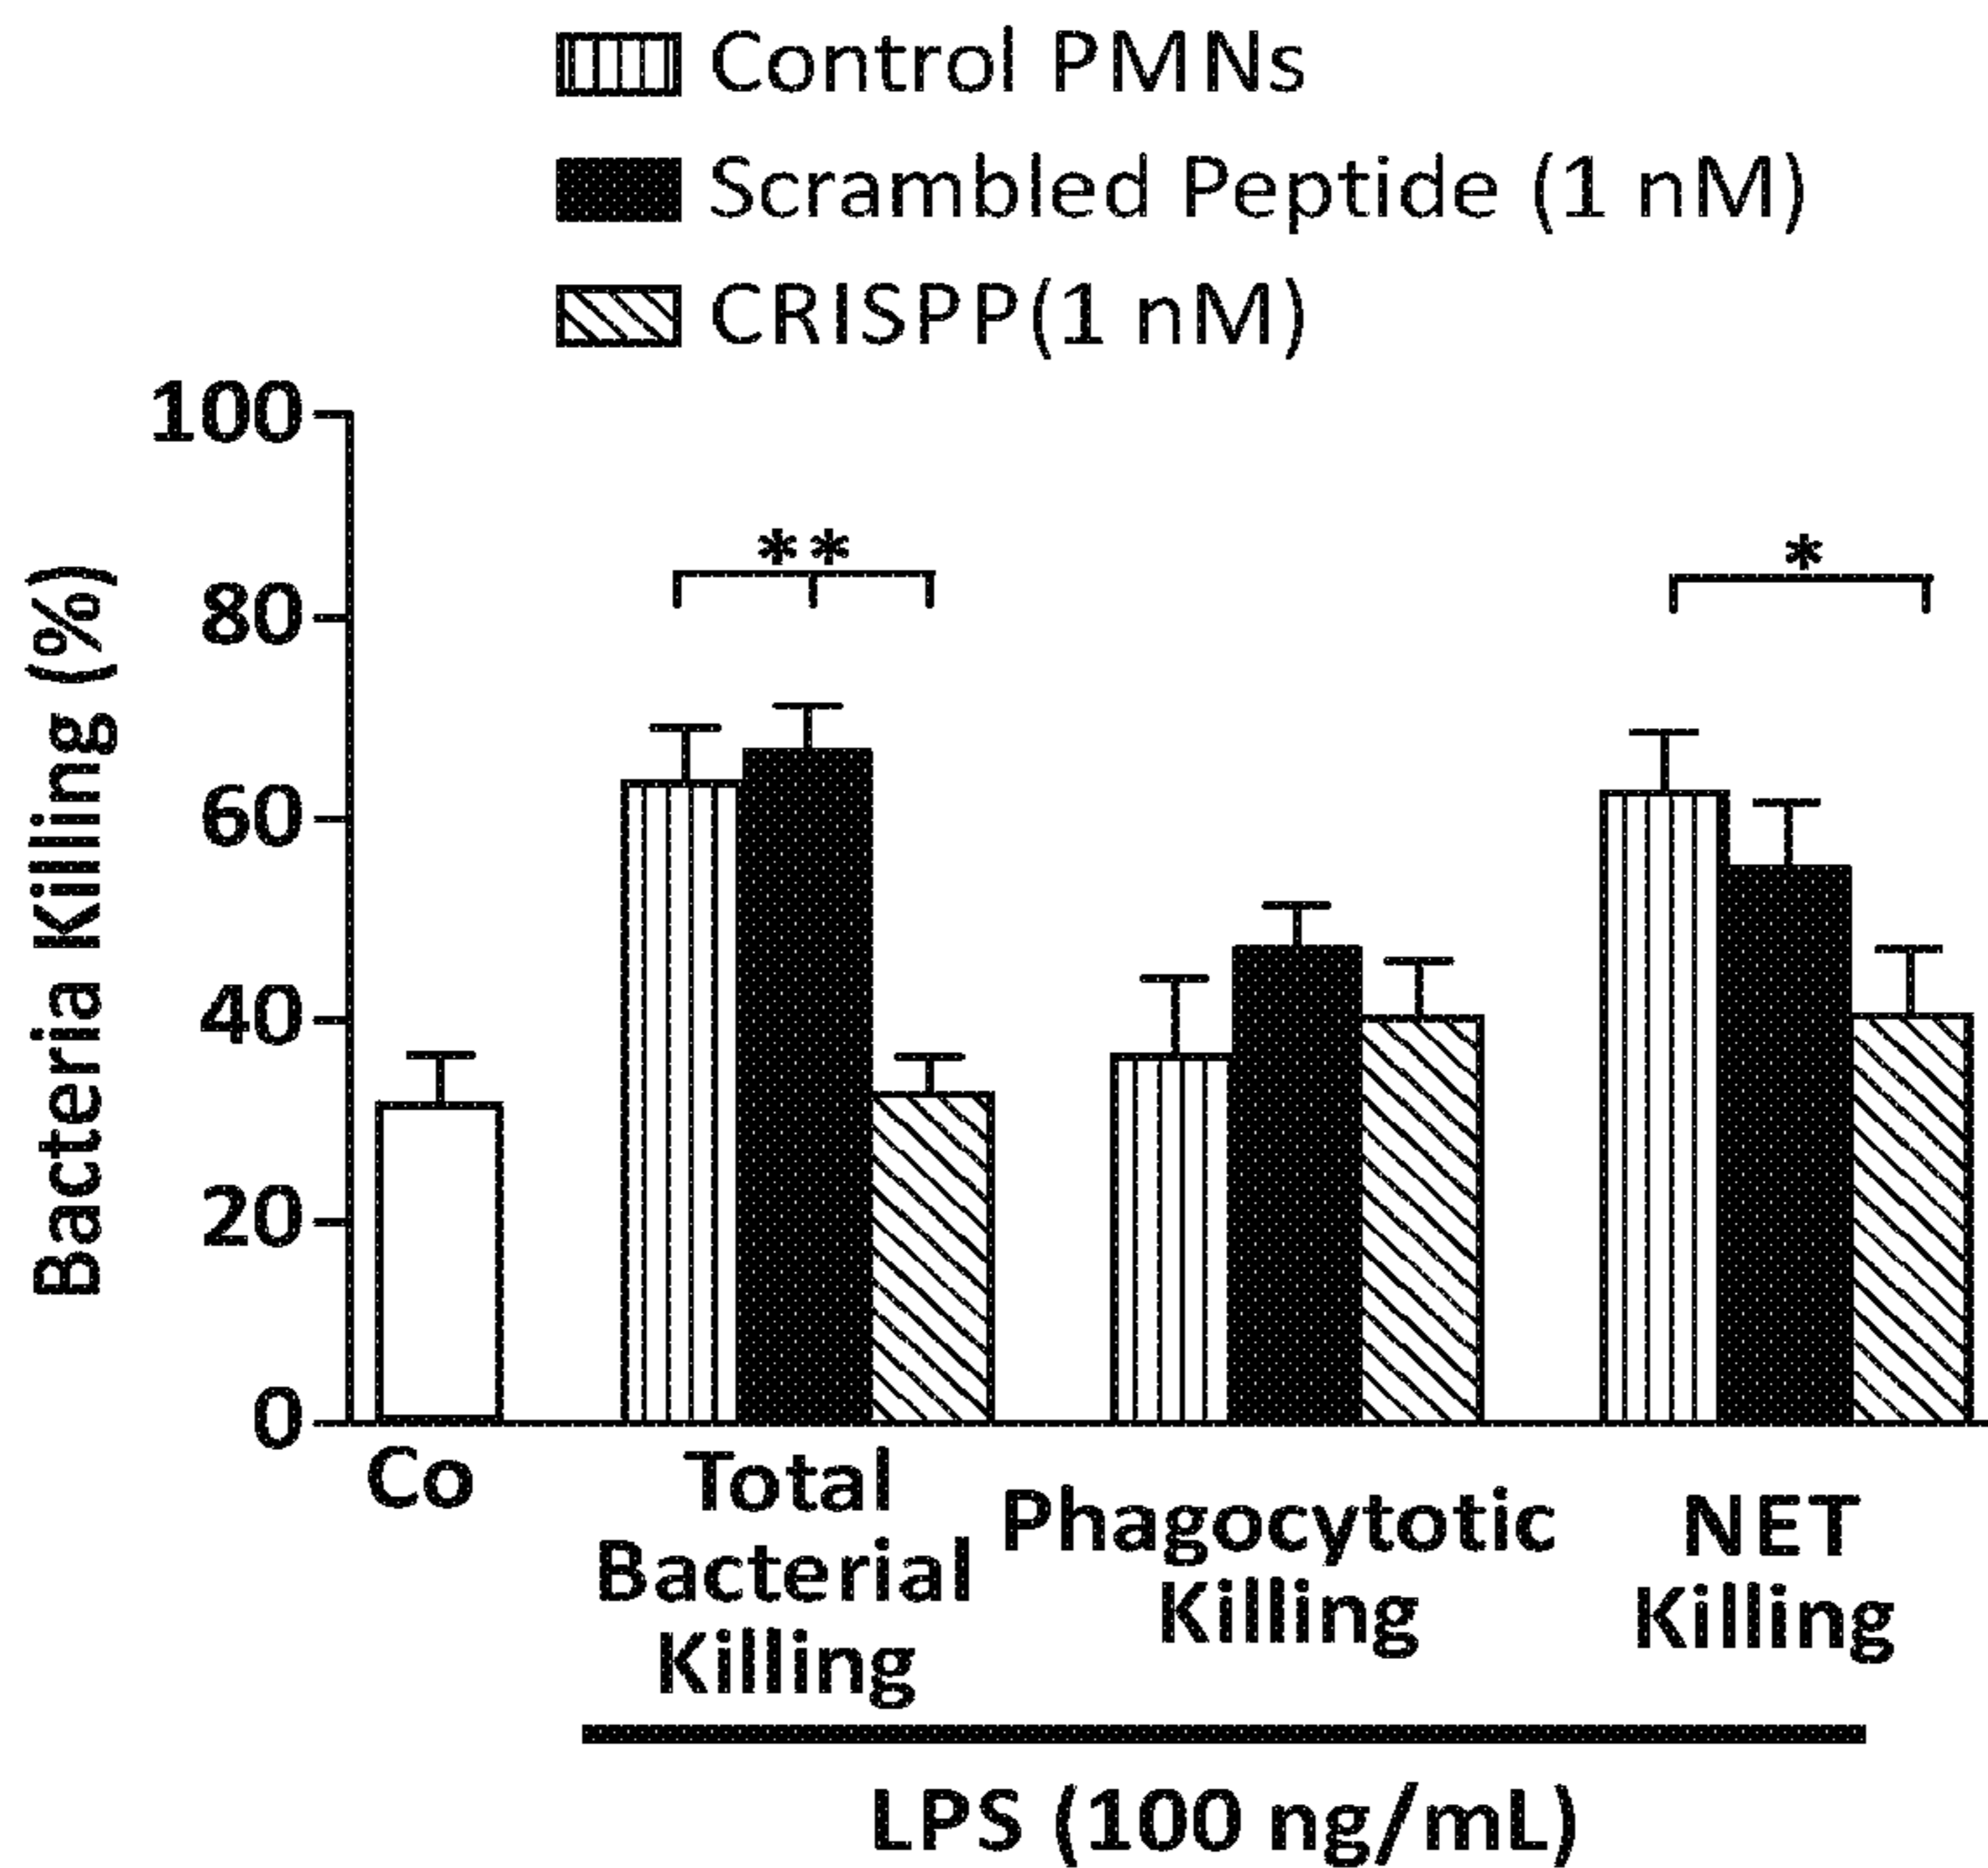 Control PMNs
Scrambled Peptide (1 nM)
CRISPP(1 nM)
Bacteria Killing (%)
100
80
60
40
20
0
**
*
Co
Total
Bacterial
Killing
Phagocytotic
Killing
NET
Killing
LPS (100 ng/mL)